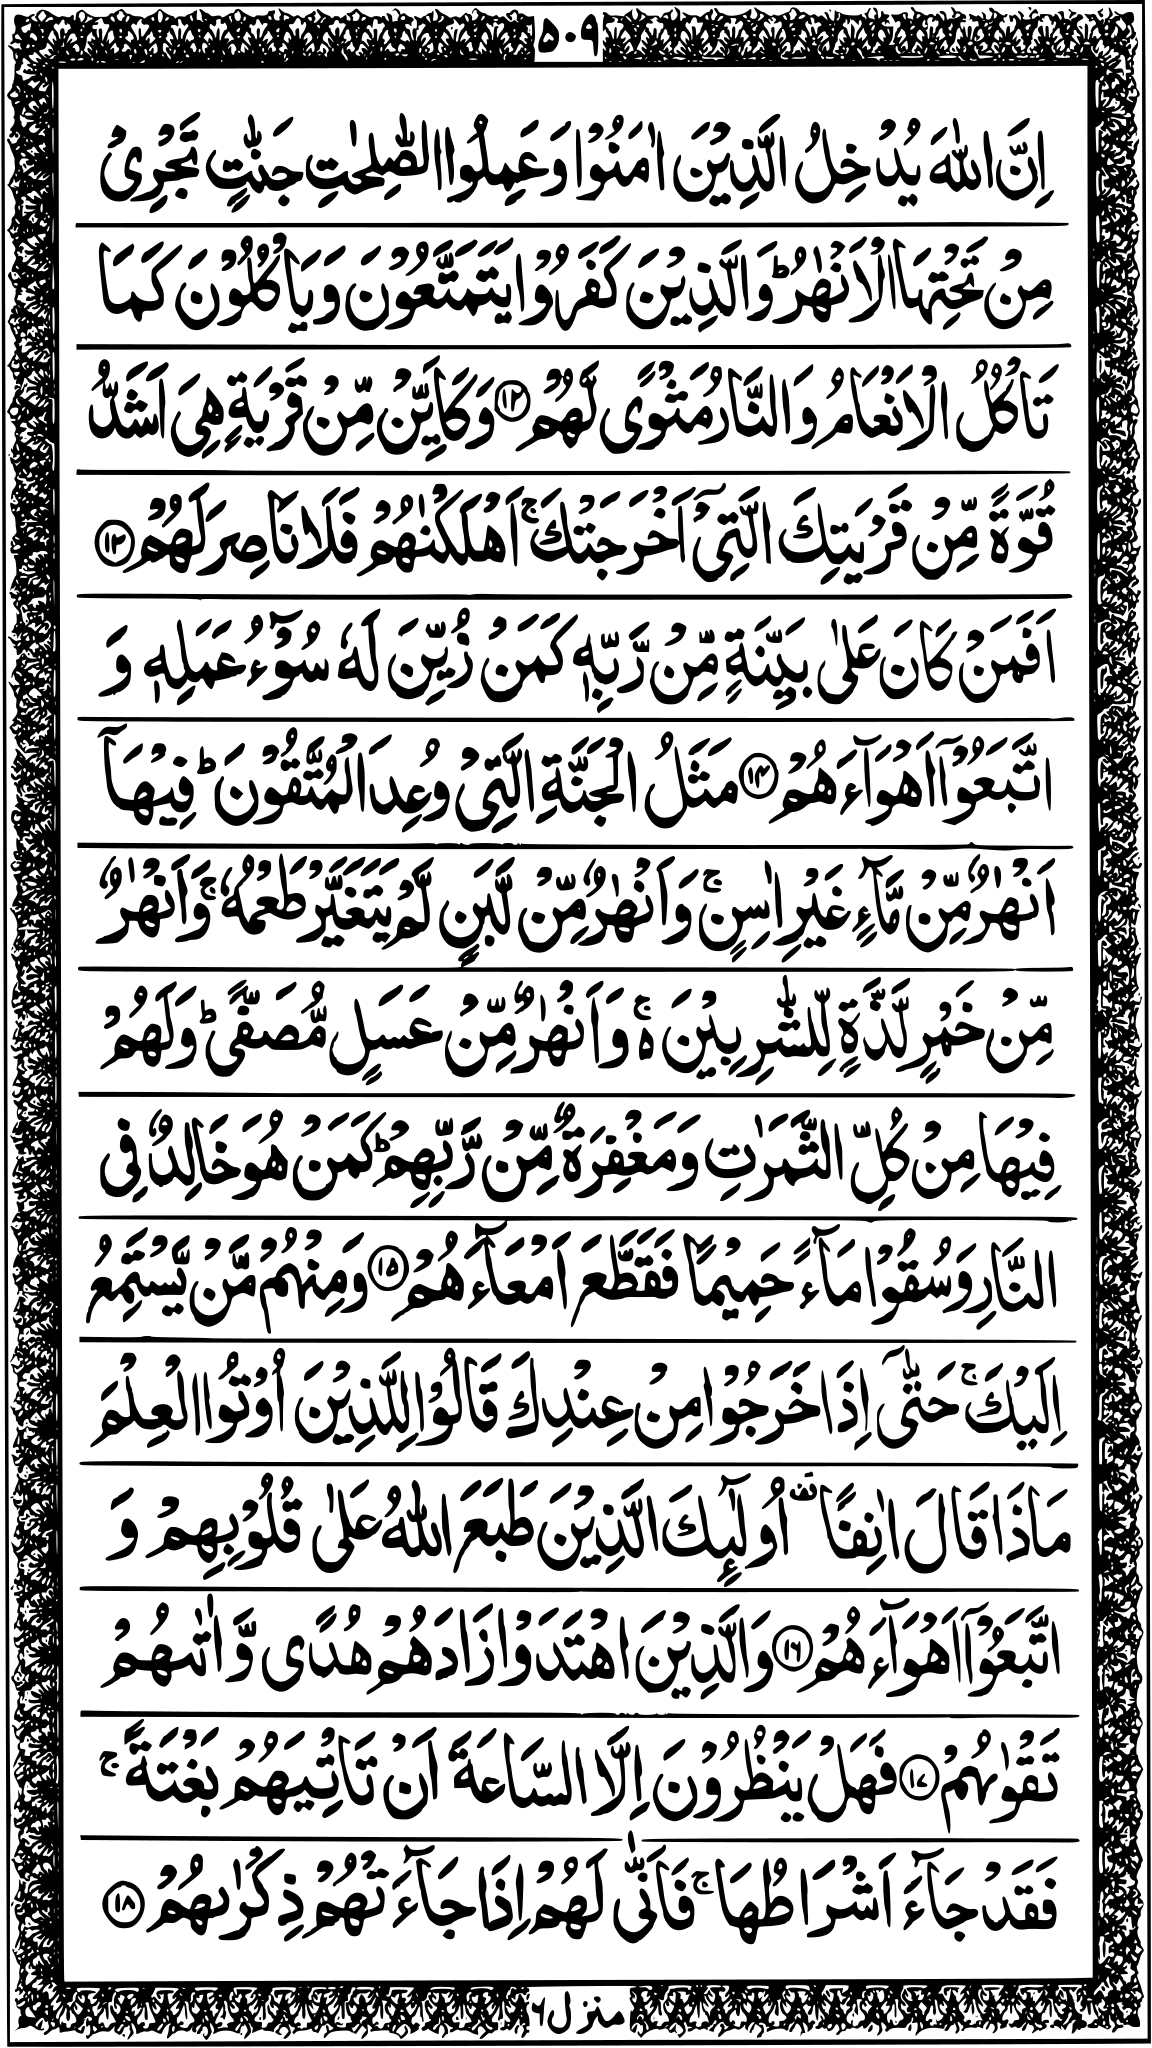 ٥٠٩
اِنَّ اللّٰهَ يُدْخِلُ الَّذِيْنَ اٰمَنُوْا وَعَمِلُوا الصّٰلِحٰتِ جَنّٰتٍ تَجْرِىْ
مِنْ تَحْتِهَا الْاَنْهٰرُ ؕ وَالَّذِيْنَ كَفَرُوْا يَتَمَتَّعُوْنَ وَيَاْكُلُوْنَ كَمَا
تَاْكُلُ الْاَنْعَامُ وَالنَّارُ مَثْوًى لَّهُمْ ﴿۱۲﴾ وَكَاَيِّنْ مِّنْ قَرْيَةٍ هِىَ اَشَدُّ
قُوَّةً مِّنْ قَرْيَتِكَ الَّتِىْۤ اَخْرَجَتْكَ ۚ اَهْلَكْنٰهُمْ فَلَا نَاصِرَ لَهُمْ ﴿۱۳﴾
اَفَمَنْ كَانَ عَلٰى بَيِّنَةٍ مِّنْ رَّبِّهٖ كَمَنْ زُيِّنَ لَهٗ سُوْٓءُ عَمَلِهٖ وَ
اتَّبَعُوْۤا اَهْوَآءَهُمْ ﴿۱۴﴾ مَثَلُ الْجَنَّةِ الَّتِىْ وُعِدَ الْمُتَّقُوْنَ ؕ فِيْهَاۤ
اَنْهٰرٌ مِّنْ مَّآءٍ غَيْرِ اٰسِنٍ ۚ وَاَنْهٰرٌ مِّنْ لَّبَنٍ لَّمْ يَتَغَيَّرْ طَعْمُهٗ ۚ وَاَنْهٰرٌ
مِّنْ خَمْرٍ لَّذَّةٍ لِّلشّٰرِبِيْنَ ۬ۚ وَاَنْهٰرٌ مِّنْ عَسَلٍ مُّصَفًّى ؕ وَلَهُمْ
فِيْهَا مِنْ كُلِّ الثَّمَرٰتِ وَمَغْفِرَةٌ مِّنْ رَّبِّهِمْ ؕ كَمَنْ هُوَ خَالِدٌ فِى
النَّارِ وَسُقُوْا مَآءً حَمِيْمًا فَقَطَّعَ اَمْعَآءَهُمْ ﴿۱۵﴾ وَمِنْهُمْ مَّنْ يَّسْتَمِعُ
اِلَيْكَ ۚ حَتّٰىۤ اِذَا خَرَجُوْا مِنْ عِنْدِكَ قَالُوْا لِلَّذِيْنَ اُوْتُوا الْعِلْمَ
مَاذَا قَالَ اٰنِفًا ۫ اُولٰٓئِكَ الَّذِيْنَ طَبَعَ اللّٰهُ عَلٰى قُلُوْبِهِمْ وَ
اتَّبَعُوْۤا اَهْوَآءَهُمْ ﴿۱۶﴾ وَالَّذِيْنَ اهْتَدَوْا زَادَهُمْ هُدًى وَّاٰتٰىهُمْ
تَقْوٰىهُمْ ﴿۱۷﴾ فَهَلْ يَنْظُرُوْنَ اِلَّا السَّاعَةَ اَنْ تَاْتِيَهُمْ بَغْتَةً ۚ
فَقَدْ جَآءَ اَشْرَاطُهَا ۚ فَاَنّٰى لَهُمْ اِذَا جَآءَتْهُمْ ذِكْرٰىهُمْ ﴿۱۸﴾
منزل ٦